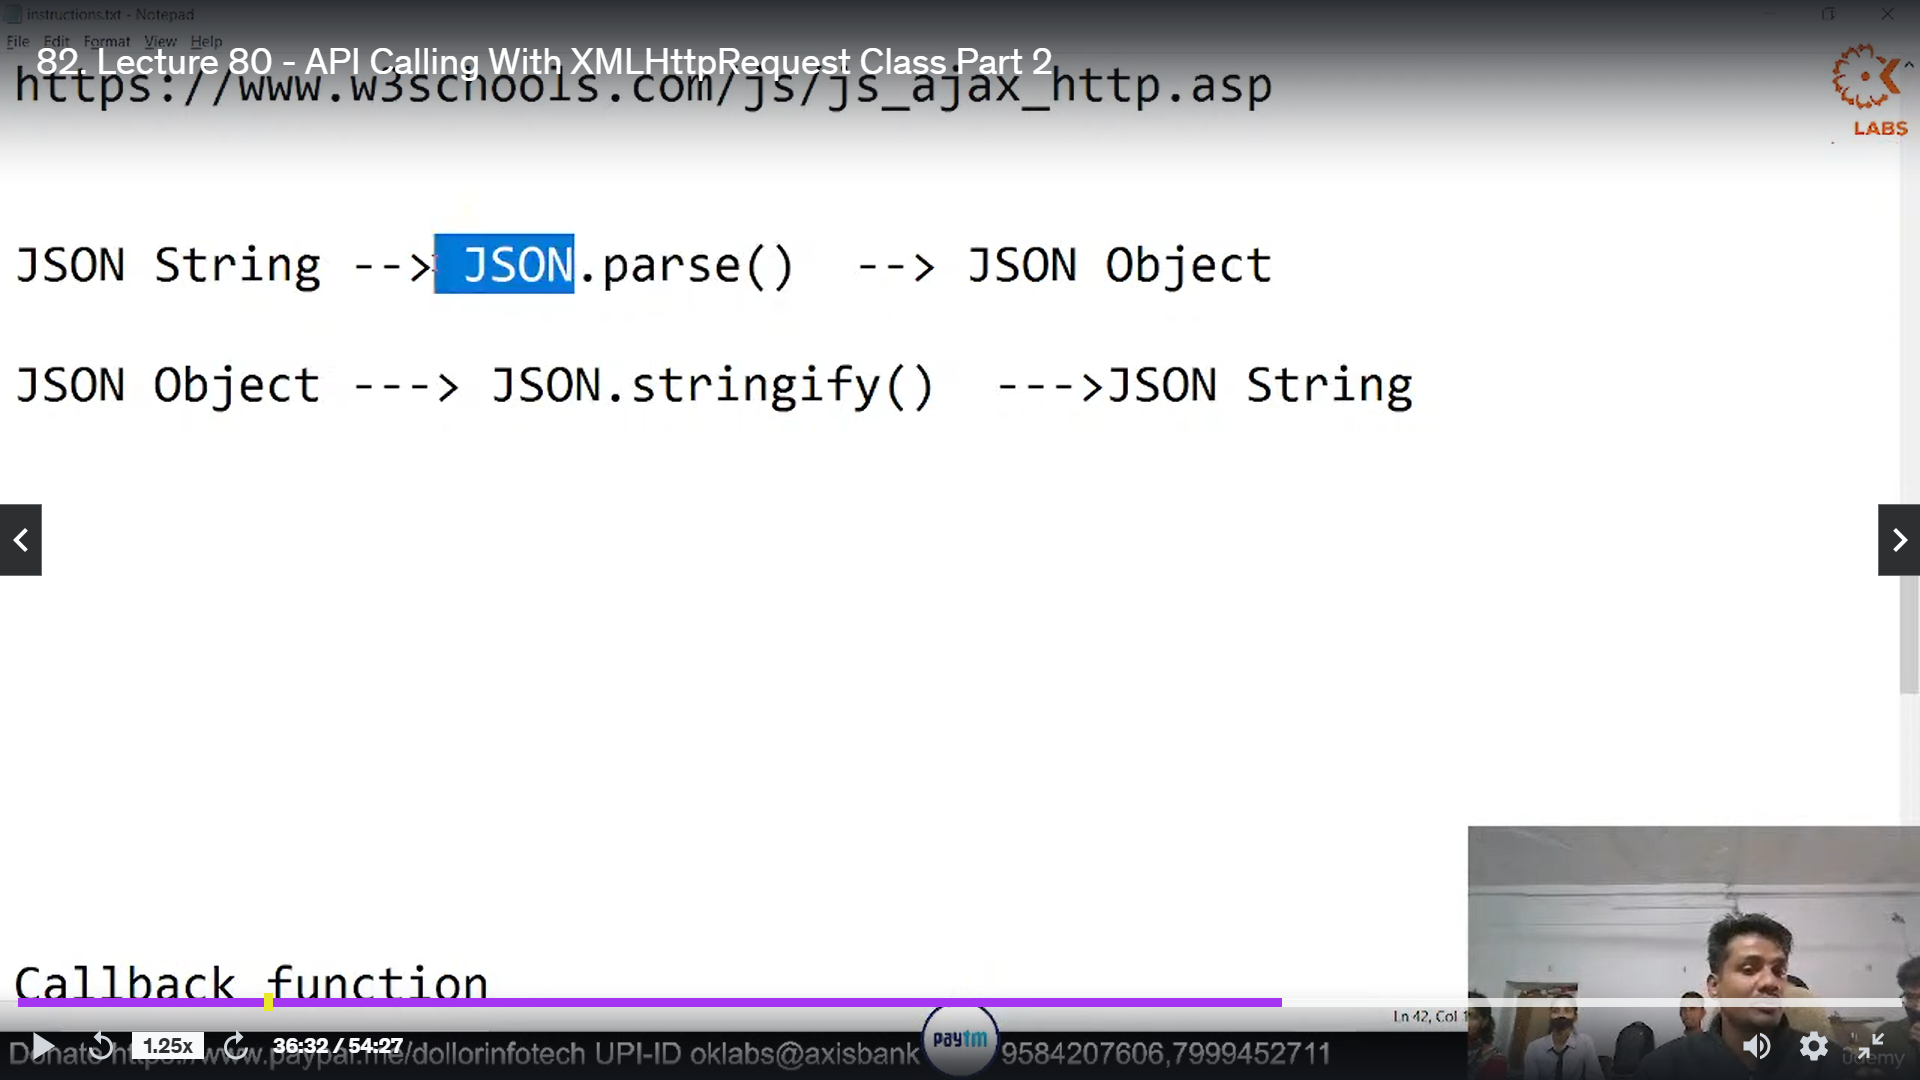 instructions.txt - Notepad
File Edit Format View Help
82. Lecture 80 - API Calling With XMLHttpRequest Class Part 2
https://www.w3schools.com/js/js_ajax_http.asp
LABS
JSON String --> JSON.parse() --> JSON Object
JSON Object ---> JSON.stringify() --->JSON String
Callback function
Ln 42, Col 1
1.25x
36:32 / 54:27
Donate https://www.paypal.me/dollorinfotech UPI-ID oklabs@axisbank paytm 9584207606,7999452711
udemy